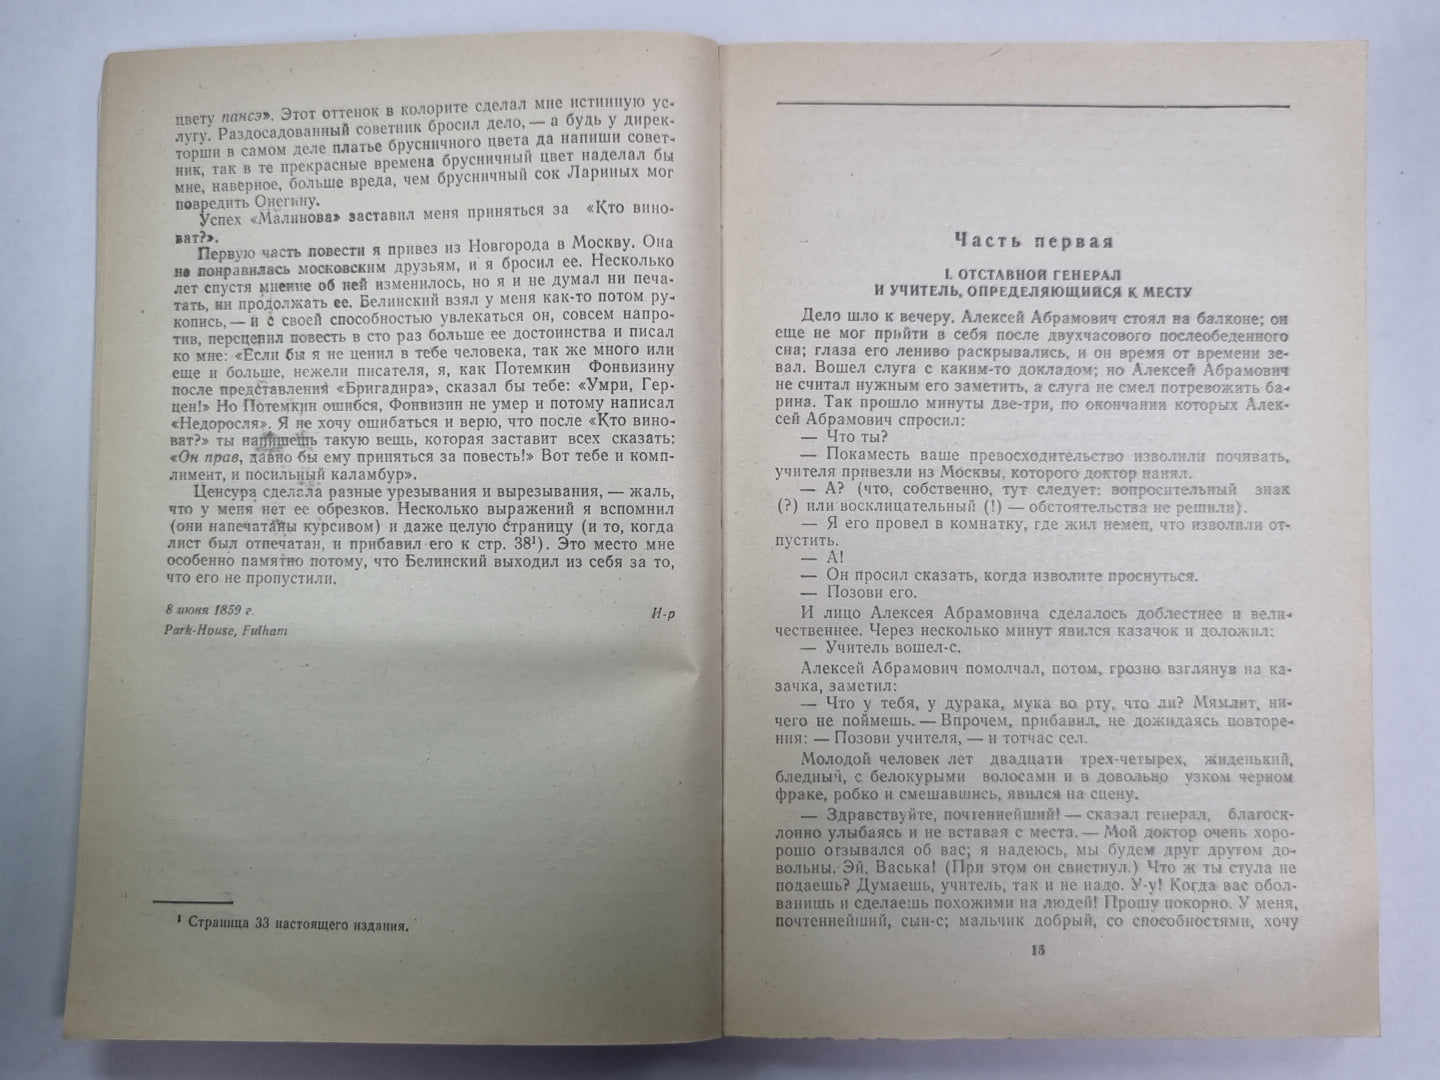 цвету пансэ». Этот оттенок в колорите сделал мне истинную ус-
лугу. Раздосадованный советник бросил дело, — а будь у дирек-
торши в самом деле платье брусничного цвета да напиши совет-
ник, так в те прекрасные времена брусничный цвет наделал бы
мне, наверное, больше вреда, чем брусничный сок Лариных мог
повредить Онегину.
Успех «Малинова» заставил меня приняться за «Кто вино-
ват?».
Первую часть повести я привез из Новгорода в Москву. Она
не понравилась московским друзьям, и я бросил ее. Несколько
лет спустя мнение об ней изменилось, но я и не думал ни печа-
тать, ни продолжать ее. Белинский взял у меня как-то потом ру-
копись, — и с своей способностью увлекаться он, совсем напро-
тив, переценил повесть в сто раз больше ее достоинства и писал
ко мне: «Если бы я не ценил в тебе человека, так же много или
еще и больше, нежели писателя, я, как Потемкин Фонвизину
после представления «Бригадира», сказал бы тебе: «Умри, Гер-
цен!» Но Потемкин ошибся, Фонвизин не умер и потому написал
«Недоросля». Я не хочу ошибаться и верю, что после «Кто вино-
ват?» ты напишешь такую вещь, которая заставит всех сказать:
«Он прав, давно бы ему приняться за повесть!» Вот тебе и комп-
лимент, и посильный каламбур».
Цензура сделала разные урезывания и вырезывания, — жаль,
что у меня нет ее обрезков. Несколько выражений я вспомнил
(они напечатаны курсивом) и даже целую страницу (и то, когда
лист был отпечатан, и прибавил его к стр. 38¹). Это место мне
особенно памятно потому, что Белинский выходил из себя за то,
что его не пропустили.
8 июня 1859 г.
И-р
Park-House, Fulham
¹ Страница 33 настоящего издания.
Часть первая
I. ОТСТАВНОЙ ГЕНЕРАЛ
И УЧИТЕЛЬ, ОПРЕДЕЛЯЮЩИЙСЯ К МЕСТУ
Дело шло к вечеру. Алексей Абрамович стоял на балконе; он
еще не мог прийти в себя после двухчасового послеобеденного
сна; глаза его лениво раскрывались, и он время от времени зе-
вал. Вошел слуга с каким-то докладом; но Алексей Абрамович
не считал нужным его заметить, а слуга не смел потревожить ба-
рина. Так прошло минуты две-три, по окончании которых Алек-
сей Абрамович спросил:
— Что ты?
— Покаместь ваше превосходительство изволили почивать,
учителя привезли из Москвы, которого доктор нанял.
— А? (что, собственно, тут следует: вопросительный знак
(?) или восклицательный (!) — обстоятельства не решили).
— Я его провел в комнатку, где жил немец, что изволили от-
пустить.
— А!
— Он просил сказать, когда изволите проснуться.
— Позови его.
И лицо Алексея Абрамовича сделалось доблестнее и вели-
чественнее. Через несколько минут явился казачок и доложил:
— Учитель вошел-с.
Алексей Абрамович помолчал, потом, грозно взглянув на ка-
зачка, заметил:
— Что у тебя, у дурака, мука во рту, что ли? Мямлит, ни-
чего не поймешь. — Впрочем, прибавил, не дожидаясь повторе-
ния: — Позови учителя, — и тотчас сел.
Молодой человек лет двадцати трех-четырех, жиденький,
бледный, с белокурыми волосами и в довольно узком черном
фраке, робко и смешавшись, явился на сцену.
— Здравствуйте, почтеннейший! — сказал генерал, благоск-
лонно улыбаясь и не вставая с места. — Мой доктор очень хоро-
рошо отзывался об вас; я надеюсь, мы будем друг другом до-
вольны. Эй, Васька! (При этом он свистнул.) Что ж ты стула не
подаешь? Думаешь, учитель, так и не надо. У-у! Когда вас обол-
ванишь и сделаешь похожими на людей! Прошу покорно. У меня,
почтеннейший, сын-с; мальчик добрый, со способностями, хочу
15